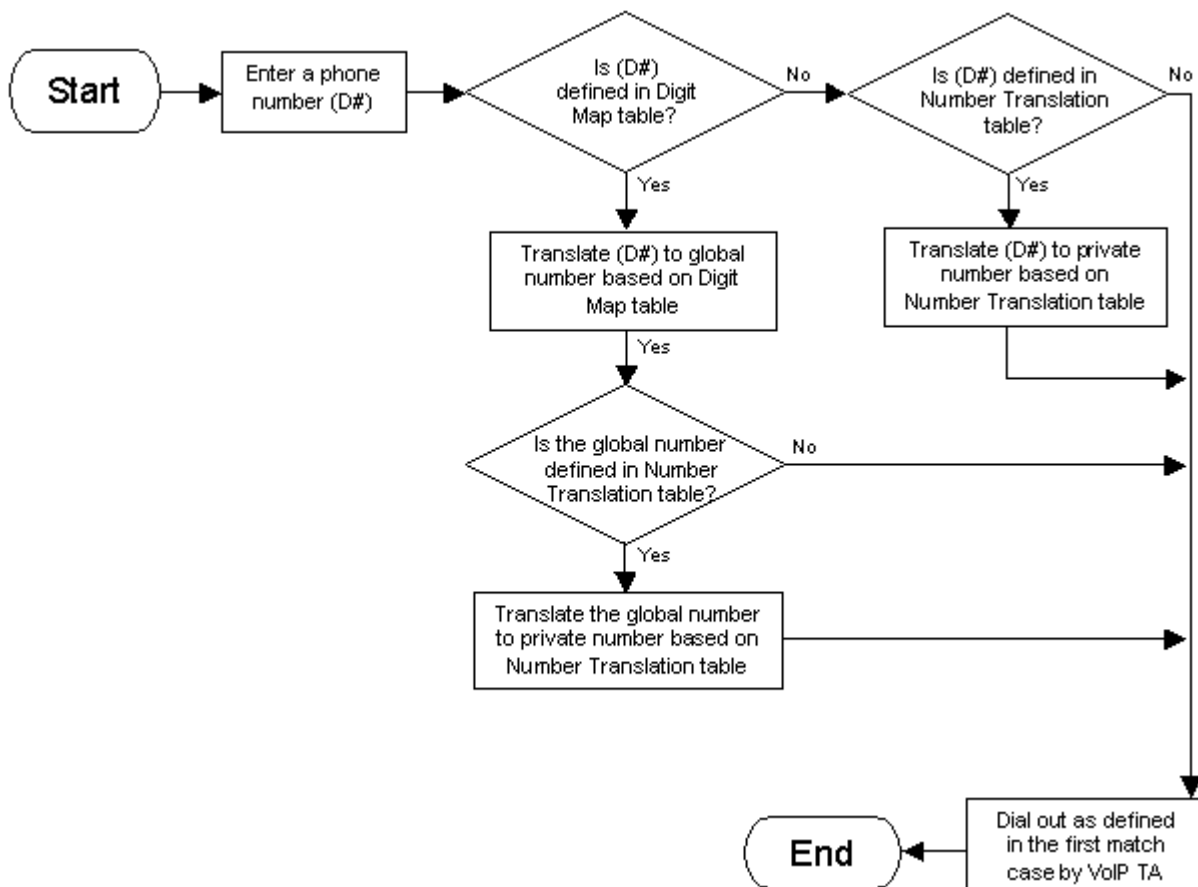 Start
Enter a phone
number (D#)
Is (D#)
defined in Digit
Map table?
No
Is (D#) defined in
Number Translation
table?
No
Yes
Yes
Translate (D#) to global
number based on Digit
Map table
Translate (D#) to private
number based on
Number Translation table
Yes
Is the global number
defined in Number
Translation table?
No
Yes
Translate the global number
to private number based on
Number Translation table
Dial out as defined
in the first match
case by VoIP TA
End